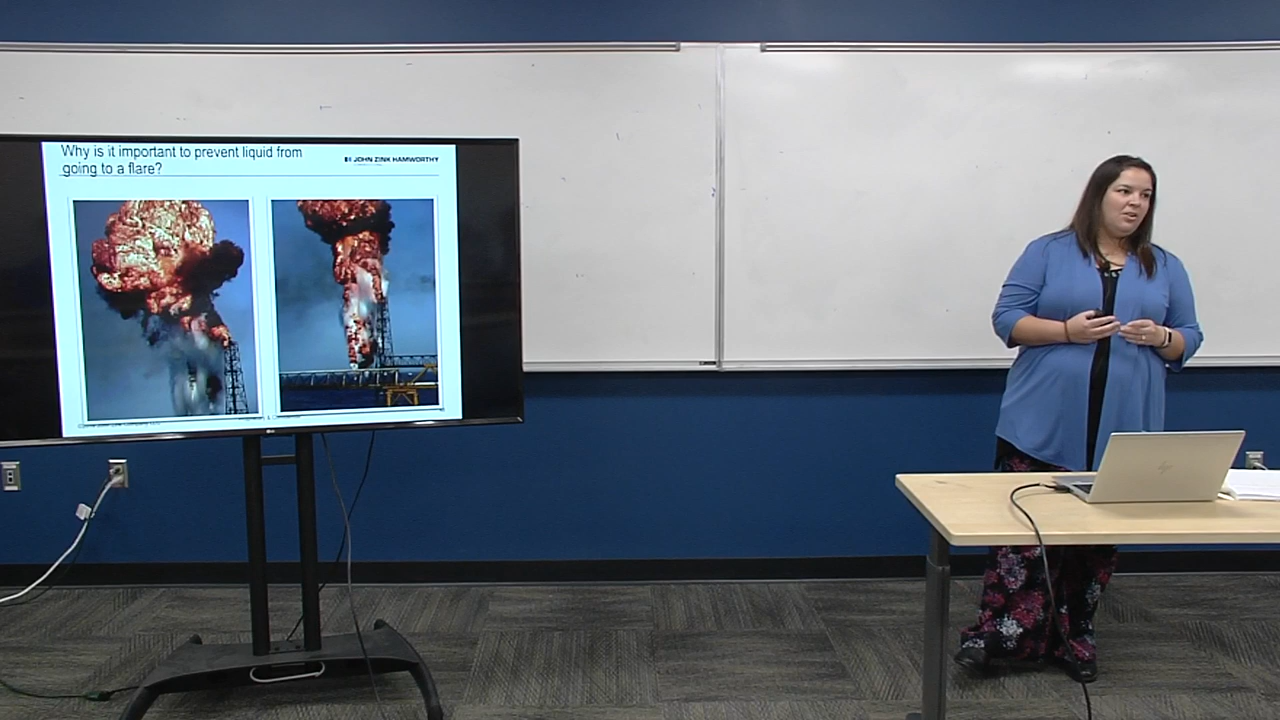 Why is it important to prevent liquid from
going to a flare?
JOHN ZINK HAMWORTHY